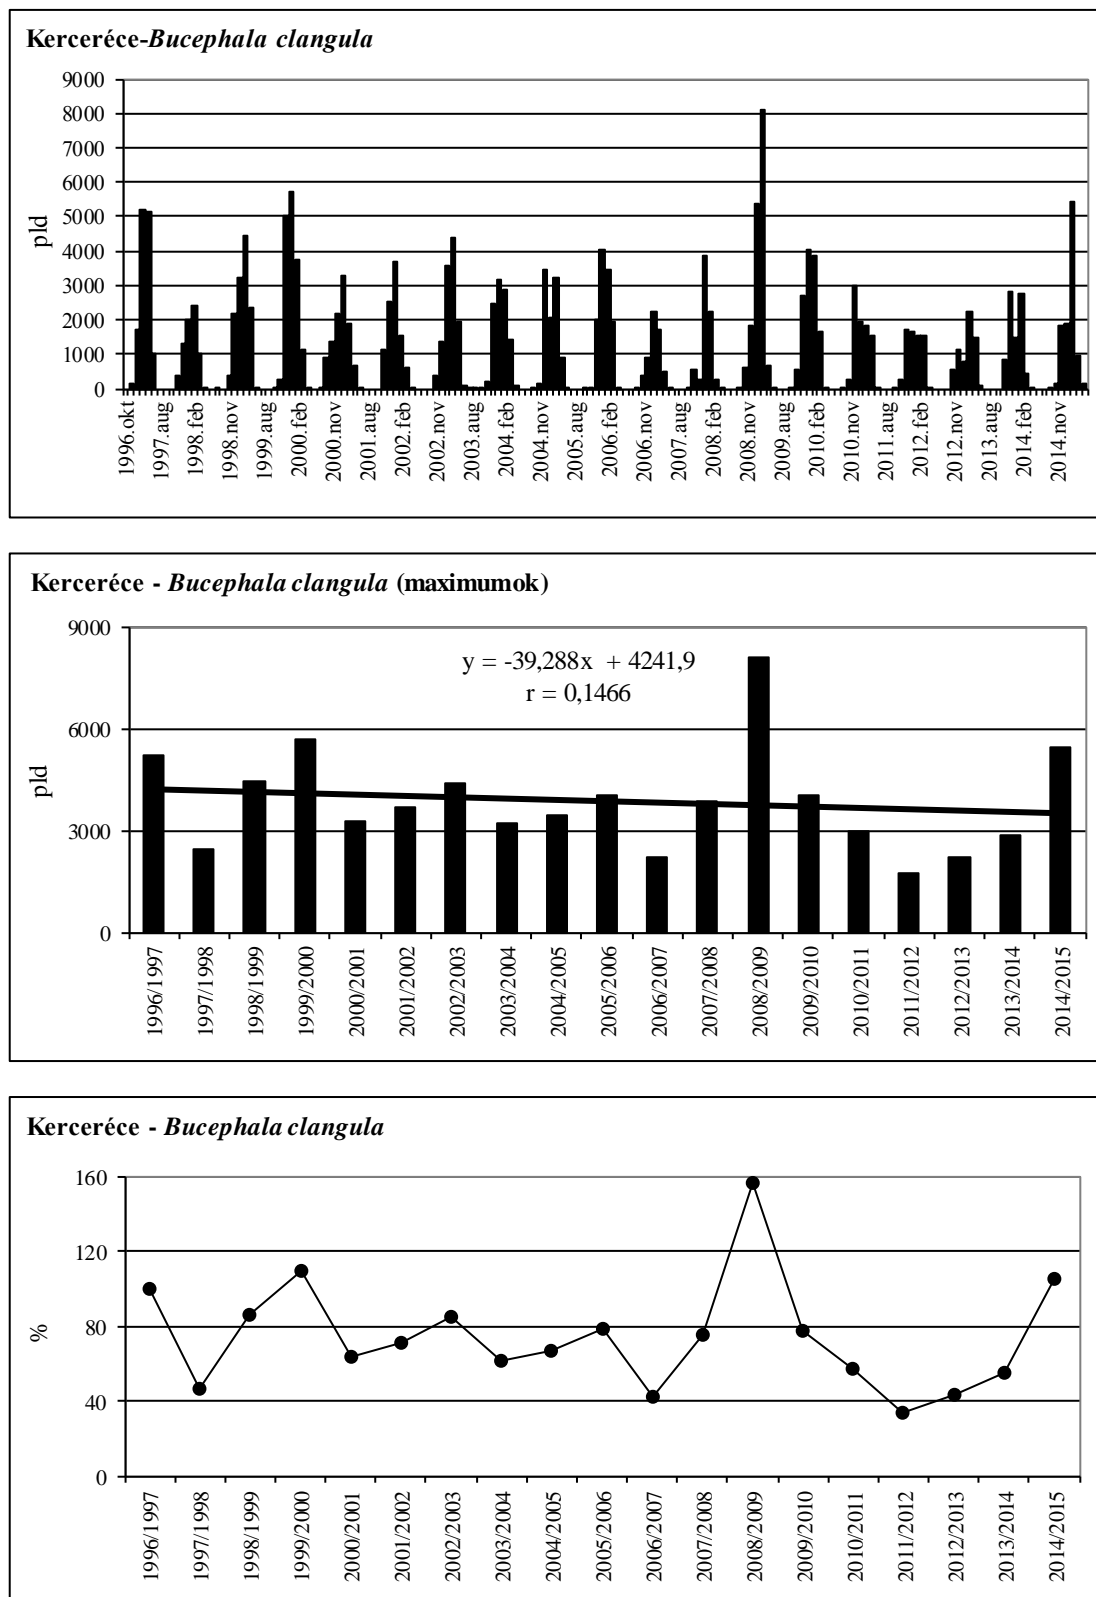 Kerceréce-Bucephala clangula
pld
9000
8000
7000
6000
5000
4000
3000
2000
1000
0
1996.okt
1997.aug
1998.feb
1998.nov
1999.aug
2000.feb
2000.nov
2001.aug
2002.feb
2002.nov
2003.aug
2004.feb
2004.nov
2005.aug
2006.feb
2006.nov
2007.aug
2008.feb
2008.nov
2009.aug
2010.feb
2010.nov
2011.aug
2012.feb
2012.nov
2013.aug
2014.feb
2014.nov
Kerceréce - Bucephala clangula (maximumok)
pld
9000
6000
3000
0
y = -39,288x + 4241,9
r = 0,1466
1996/1997
1997/1998
1998/1999
1999/2000
2000/2001
2001/2002
2002/2003
2003/2004
2004/2005
2005/2006
2006/2007
2007/2008
2008/2009
2009/2010
2010/2011
2011/2012
2012/2013
2013/2014
2014/2015
Kerceréce - Bucephala clangula
%
160
120
80
40
0
1996/1997
1997/1998
1998/1999
1999/2000
2000/2001
2001/2002
2002/2003
2003/2004
2004/2005
2005/2006
2006/2007
2007/2008
2008/2009
2009/2010
2010/2011
2011/2012
2012/2013
2013/2014
2014/2015